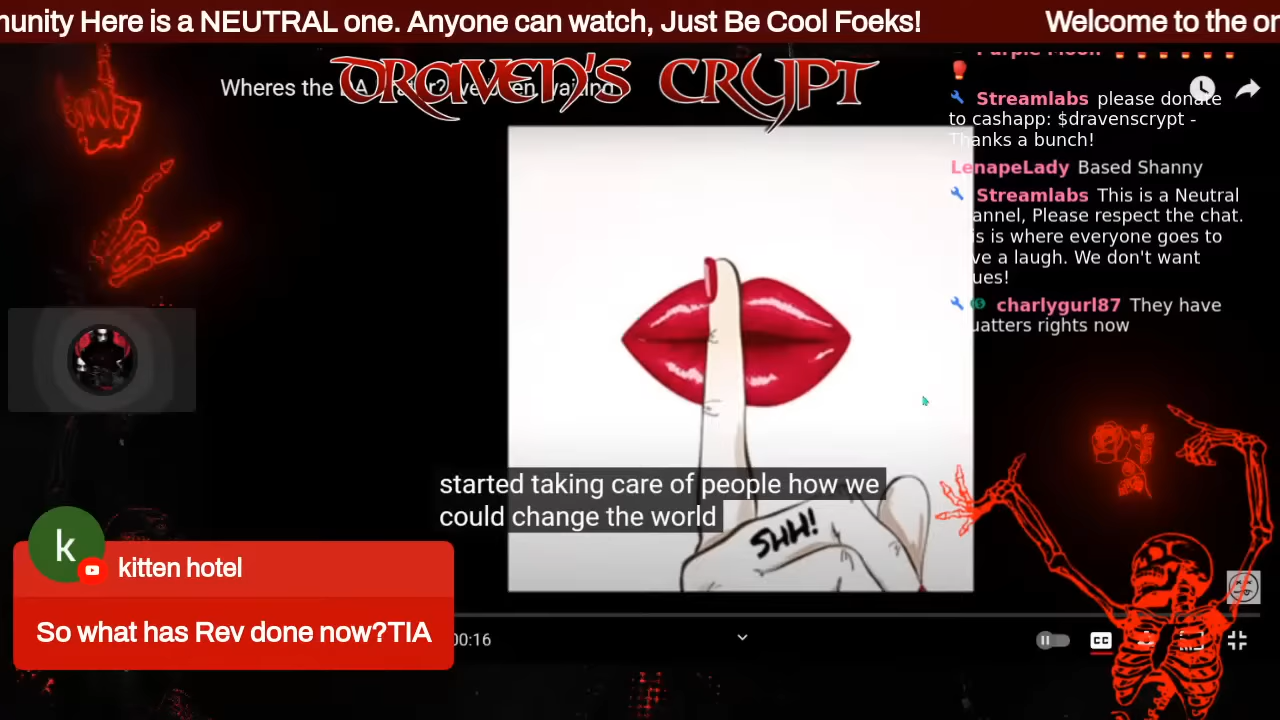 munity Here is a NEUTRAL one. Anyone can watch, Just Be Cool Foeks!
Welcome to the or
DRAVEN'S CRYPT
Wheres the
Purple Moon
Streamlabs please donate
to cashapp: $dravenscrypt -
Thanks a bunch!
LenapeLady Based Shanny
Streamlabs This is a Neutral
annel, Please respect the chat.
is is where everyone goes to
ve a laugh. We don't want
ues!
charlygurl87 They have
uatters rights now
started taking care of people how we
could change the world
SHH!
k
kitten hotel
So what has Rev done now?TIA
00:16
CC